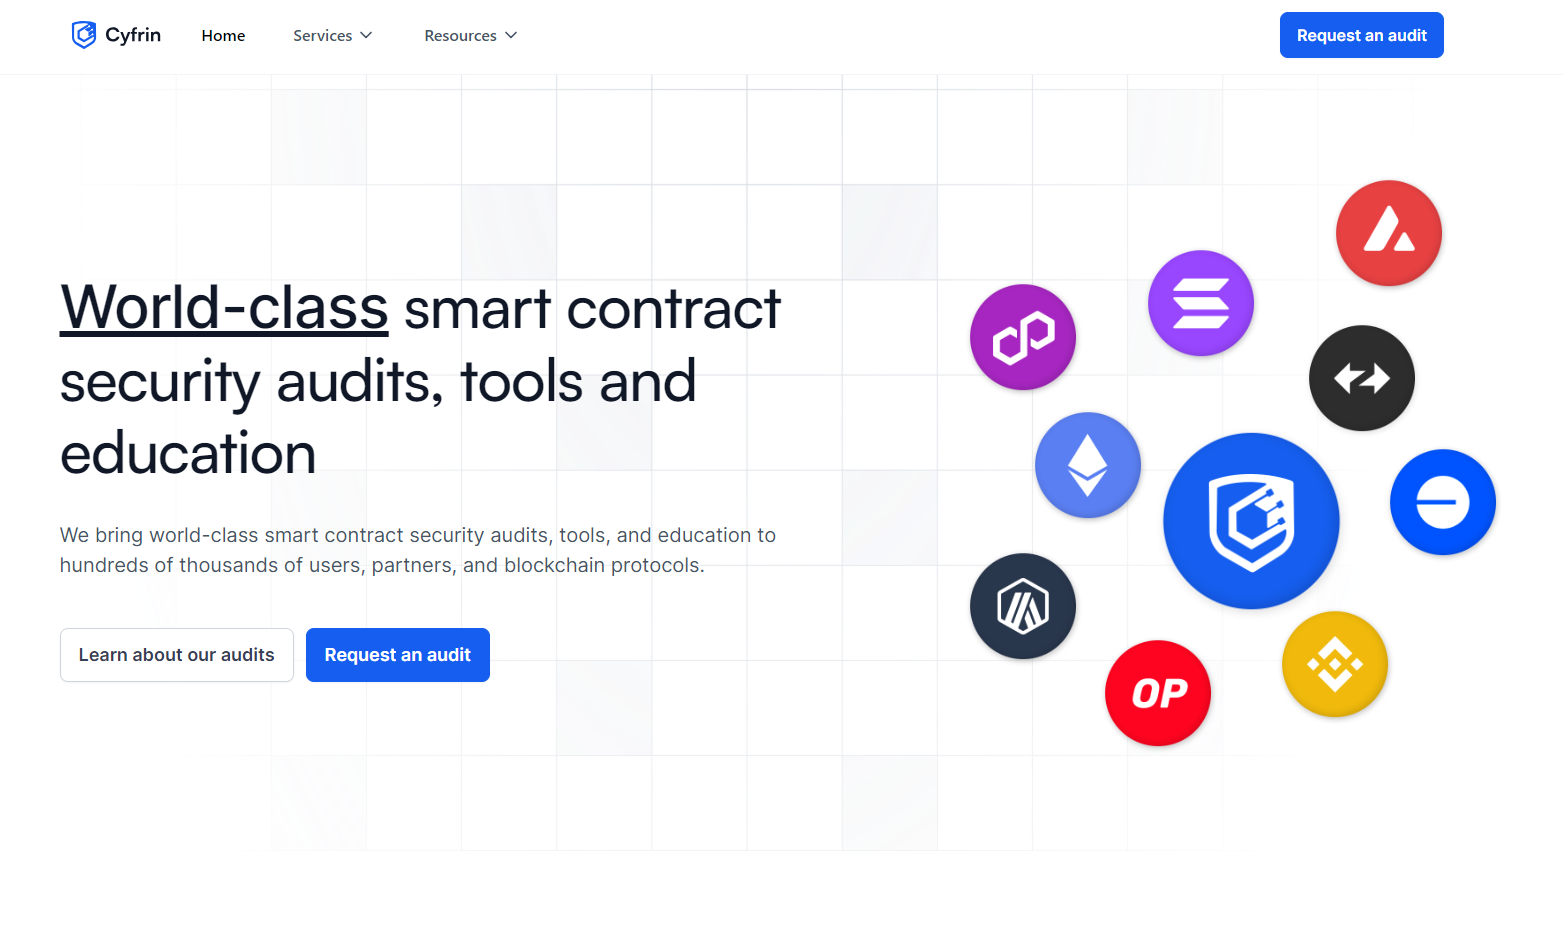 Cyfrin
Home
Services
Resources
Request an audit
World-class smart contract
security audits, tools and
education
We bring world-class smart contract security audits, tools, and education to
hundreds of thousands of users, partners, and blockchain protocols.
Learn about our audits
Request an audit
OP